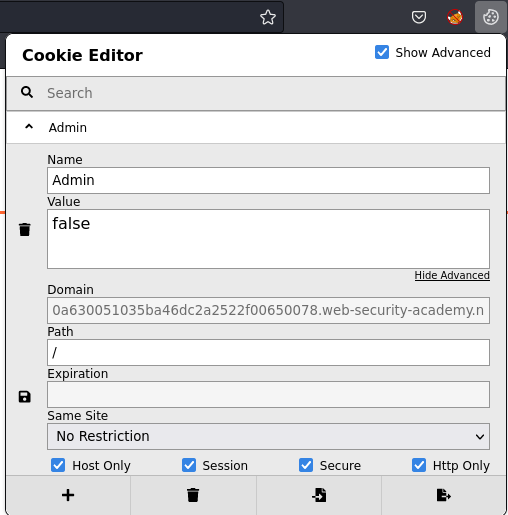 Cookie Editor
Show Advanced
Search
Admin
Name
Admin
Value
false
Hide Advanced
Domain
0a630051035ba46dc2a2522f00650078.web-security-academy.n
Path
/
Expiration
Same Site
No Restriction
Host Only
Session
Secure
Http Only